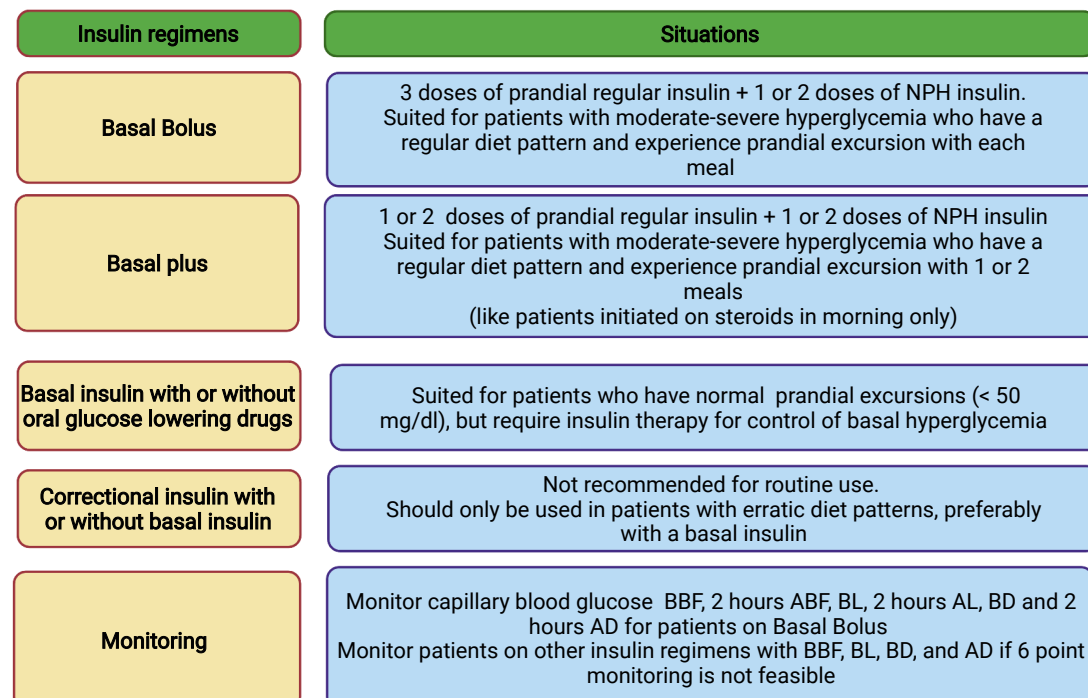 Insulin regimens
Situations
Basal Bolus
3 doses of prandial regular insulin + 1 or 2 doses of NPH insulin.
Suited for patients with moderate-severe hyperglycemia who have a
regular diet pattern and experience prandial excursion with each
meal
Basal plus
1 or 2 doses of prandial regular insulin + 1 or 2 doses of NPH insulin
Suited for patients with moderate-severe hyperglycemia who have a
regular diet pattern and experience prandial excursion with 1 or 2
meals
(like patients initiated on steroids in morning only)
Basal insulin with or without
oral glucose lowering drugs
Suited for patients who have normal prandial excursions (< 50
mg/dl), but require insulin therapy for control of basal hyperglycemia
Correctional insulin with
or without basal insulin
Not recommended for routine use.
Should only be used in patients with erratic diet patterns, preferably
with a basal insulin
Monitoring
Monitor capillary blood glucose BBF, 2 hours ABF, BL, 2 hours AL, BD and 2
hours AD for patients on Basal Bolus
Monitor patients on other insulin regimens with BBF, BL, BD, and AD if 6 point
monitoring is not feasible